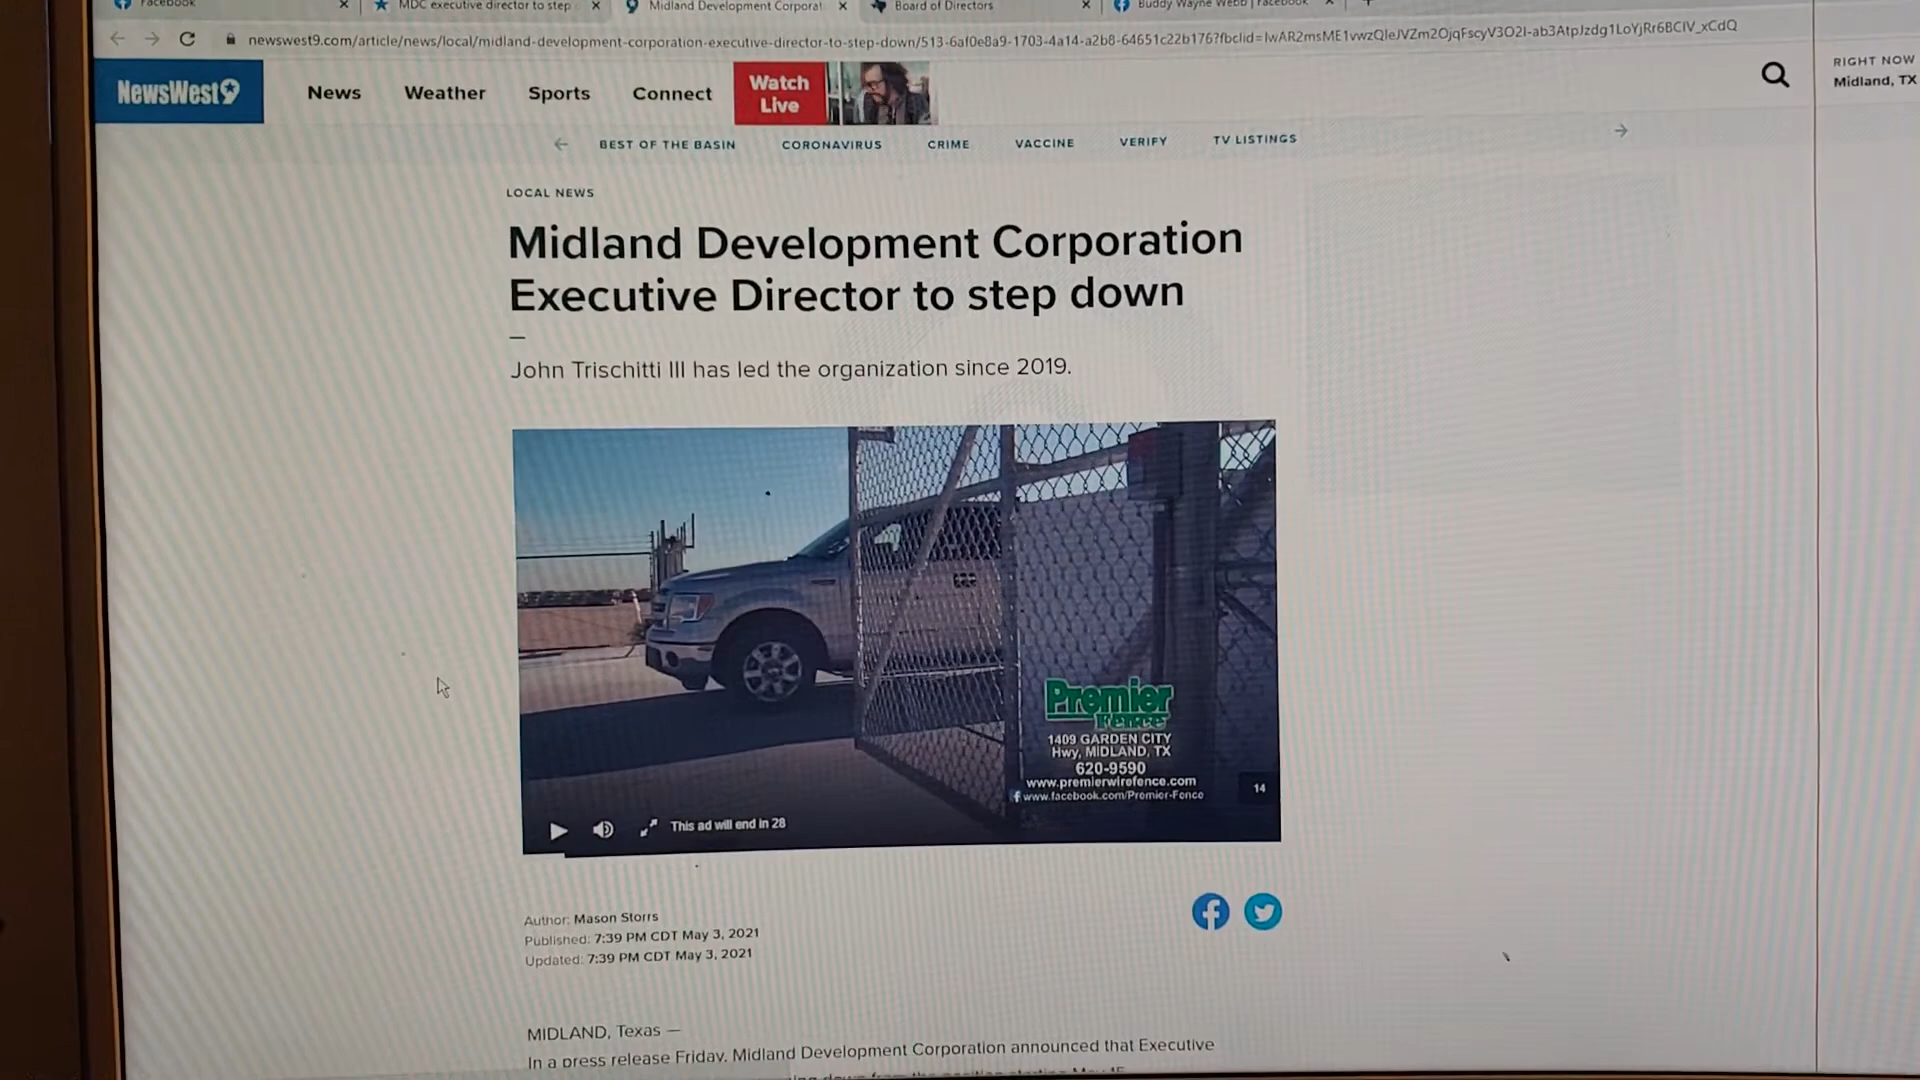 Facebook
MDC executive director to step
Midland Development Corporat
Board of Directors
Buddy Wayne Webb | Facebook
newswest9.com/article/news/local/midland-development-corporation-executive-director-to-step-down/513-6af0e8a9-1703-4a14-a2b8-64651c22b176?fbclid=IwAR2msME1vwzQleJVZm2OjqFscyV3O2I-ab3AtpJzdg1LoYjRr6BCIV_xCdQ
NewsWest9
News
Weather
Sports
Connect
Watch
Live
RIGHT NOW
Midland, TX
BEST OF THE BASIN
CORONAVIRUS
CRIME
VACCINE
VERIFY
TV LISTINGS
LOCAL NEWS
Midland Development Corporation
Executive Director to step down
John Trischitti III has led the organization since 2019.
Premier
Fence
1409 GARDEN CITY
Hwy, MIDLAND, TX
620-9590
www.premierwirefence.com
www.facebook.com/Premier-Fence
14
This ad will end in 28
Author: Mason Storrs
Published: 7:39 PM CDT May 3, 2021
Updated: 7:39 PM CDT May 3, 2021
MIDLAND, Texas —
In a press release Friday, Midland Development Corporation announced that Executive